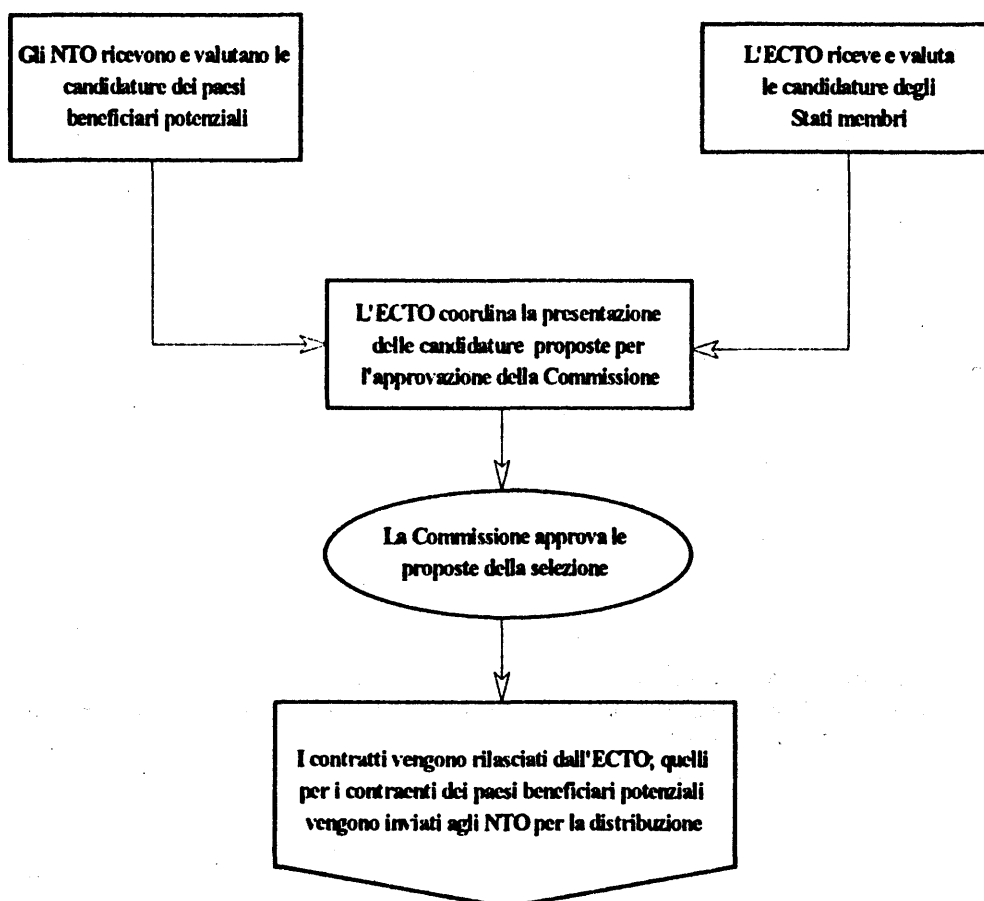 Gli NTO ricevono e valutano le
candidature dei paesi
beneficiari potenziali
L'ECTO riceve e valuta
le candidature degli
Stati membri
L'ECTO coordina la presentazione
delle candidature proposte per
l'approvazione della Commissione
La Commissione approva le
proposte della selezione
I contratti vengono rilasciati dall'ECTO; quelli
per i contraenti dei paesi beneficiari potenziali
vengono inviati agli NTO per la distribuzione